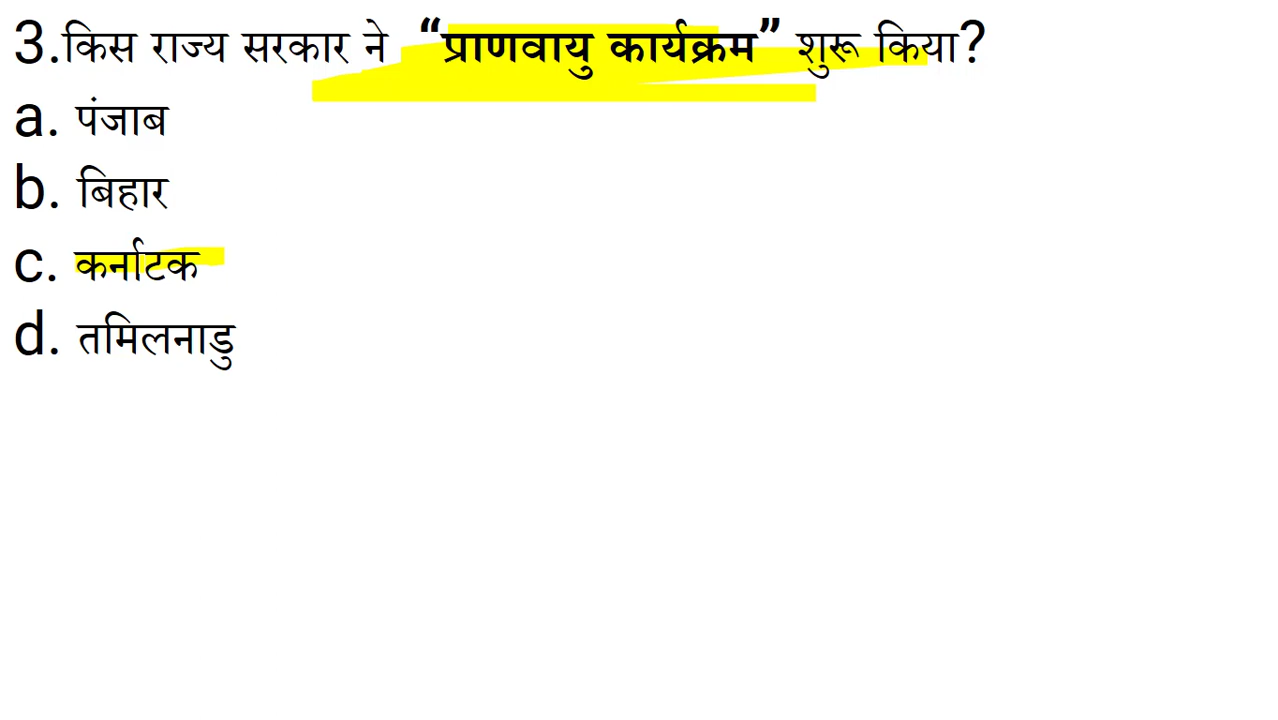 3.किस राज्य सरकार ने “प्राणवायु कार्यक्रम” शुरू किया?
a. पंजाब
b. बिहार
c. कर्नाटक
d. तमिलनाडु